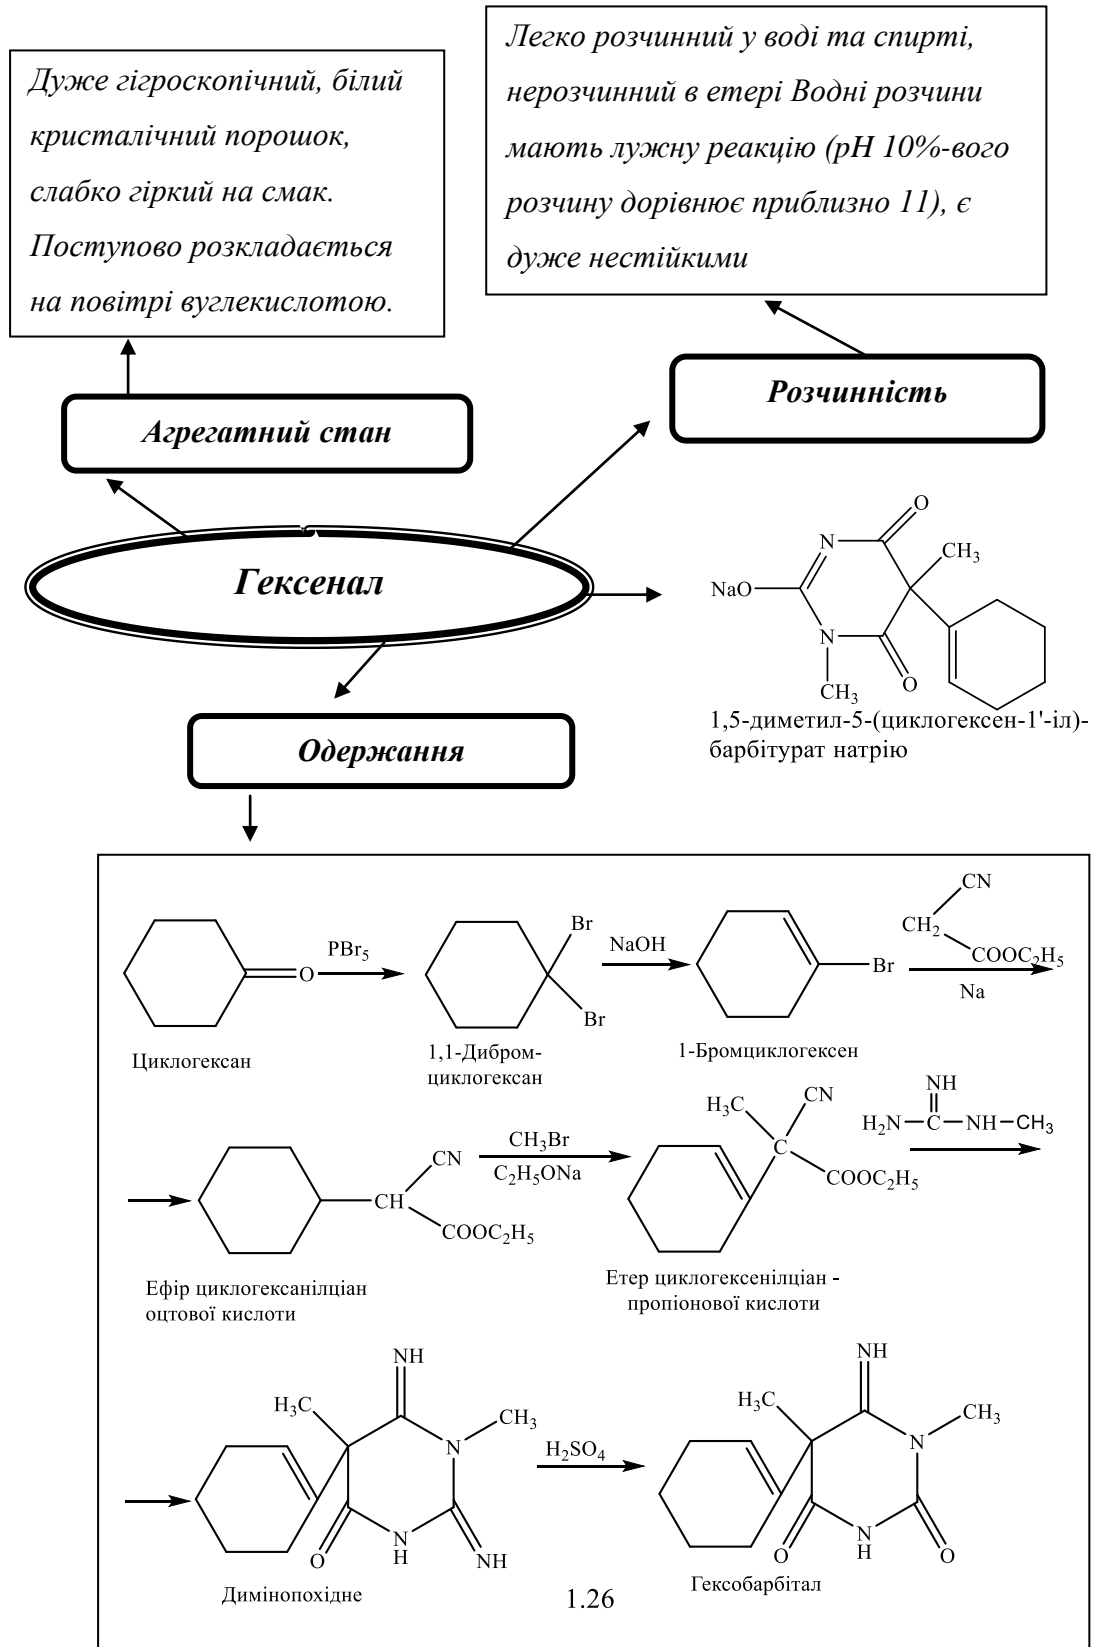 Дуже гігроскопічний, білий
кристалічний порошок,
слабко гіркий на смак.
Поступово розкладається
на повітрі вуглекислотою.
Легко розчинний у воді та спирті,
нерозчинний в етері Водні розчини
мають лужну реакцію (рН 10%-вого
розчину дорівнює приблизно 11), є
дуже нестійкими
Агрегатний стан
Розчинність
Гексенал
O
N
CH3
NaO
N
O
CH3
1,5-диметил-5-(циклогексен-1'-іл)-
барбітурат натрію
Одержання
O
PBr5
Br
Br
NaOH
Br
CN
CH2
COOC2H5
Na
Циклогексан
1,1-Дибром-
циклогексан
1-Бромциклогексен
CN
CH
COOC2H5
CH3Br
C2H5ONa
H3C
CN
C
COOC2H5
NH
H2N—C—NH—CH3
Ефір циклогексанілціан
оцтової кислоти
Етер циклогексенілціан -
пропіонової кислоти
NH
H3C
CH3
N
O
N
H
NH
H2SO4
NH
H3C
CH3
N
O
N
H
O
Димінопохідне
Гексобарбітал
1.26